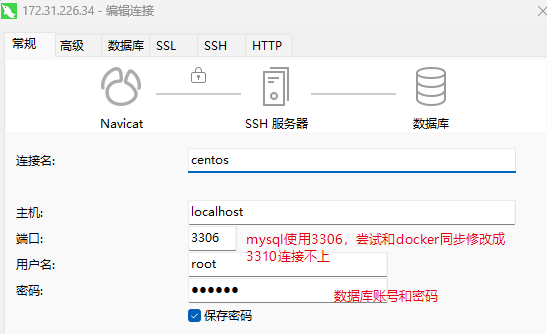 172.31.226.34 - 编辑连接
常规 高级 数据库 SSL SSH HTTP
Navicat SSH 服务器 数据库
连接名: centos
主机: localhost
端口: 3306 mysql使用3306，尝试和docker同步修改成
3310连接不上
用户名: root
密码: ●●●●●● 数据库账号和密码
保存密码